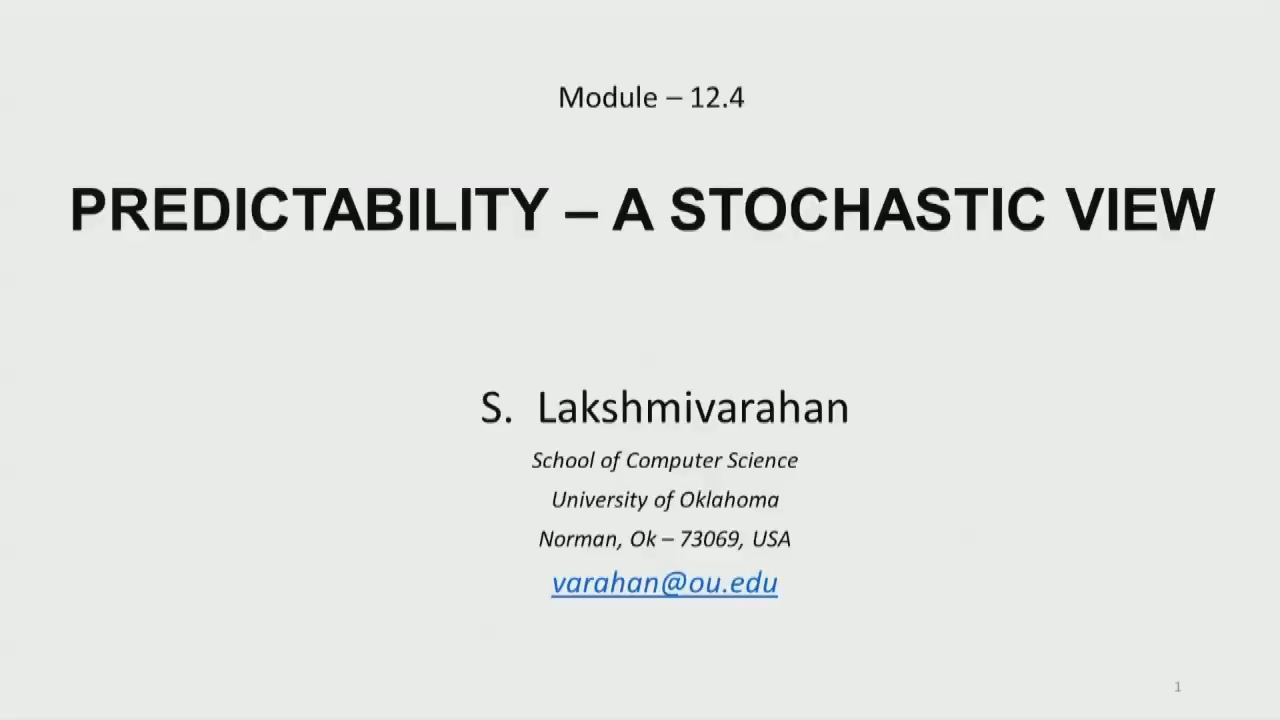 Module – 12.4
PREDICTABILITY – A STOCHASTIC VIEW
S. Lakshmivarahan
School of Computer Science
University of Oklahoma
Norman, Ok – 73069, USA
varahan@ou.edu
1